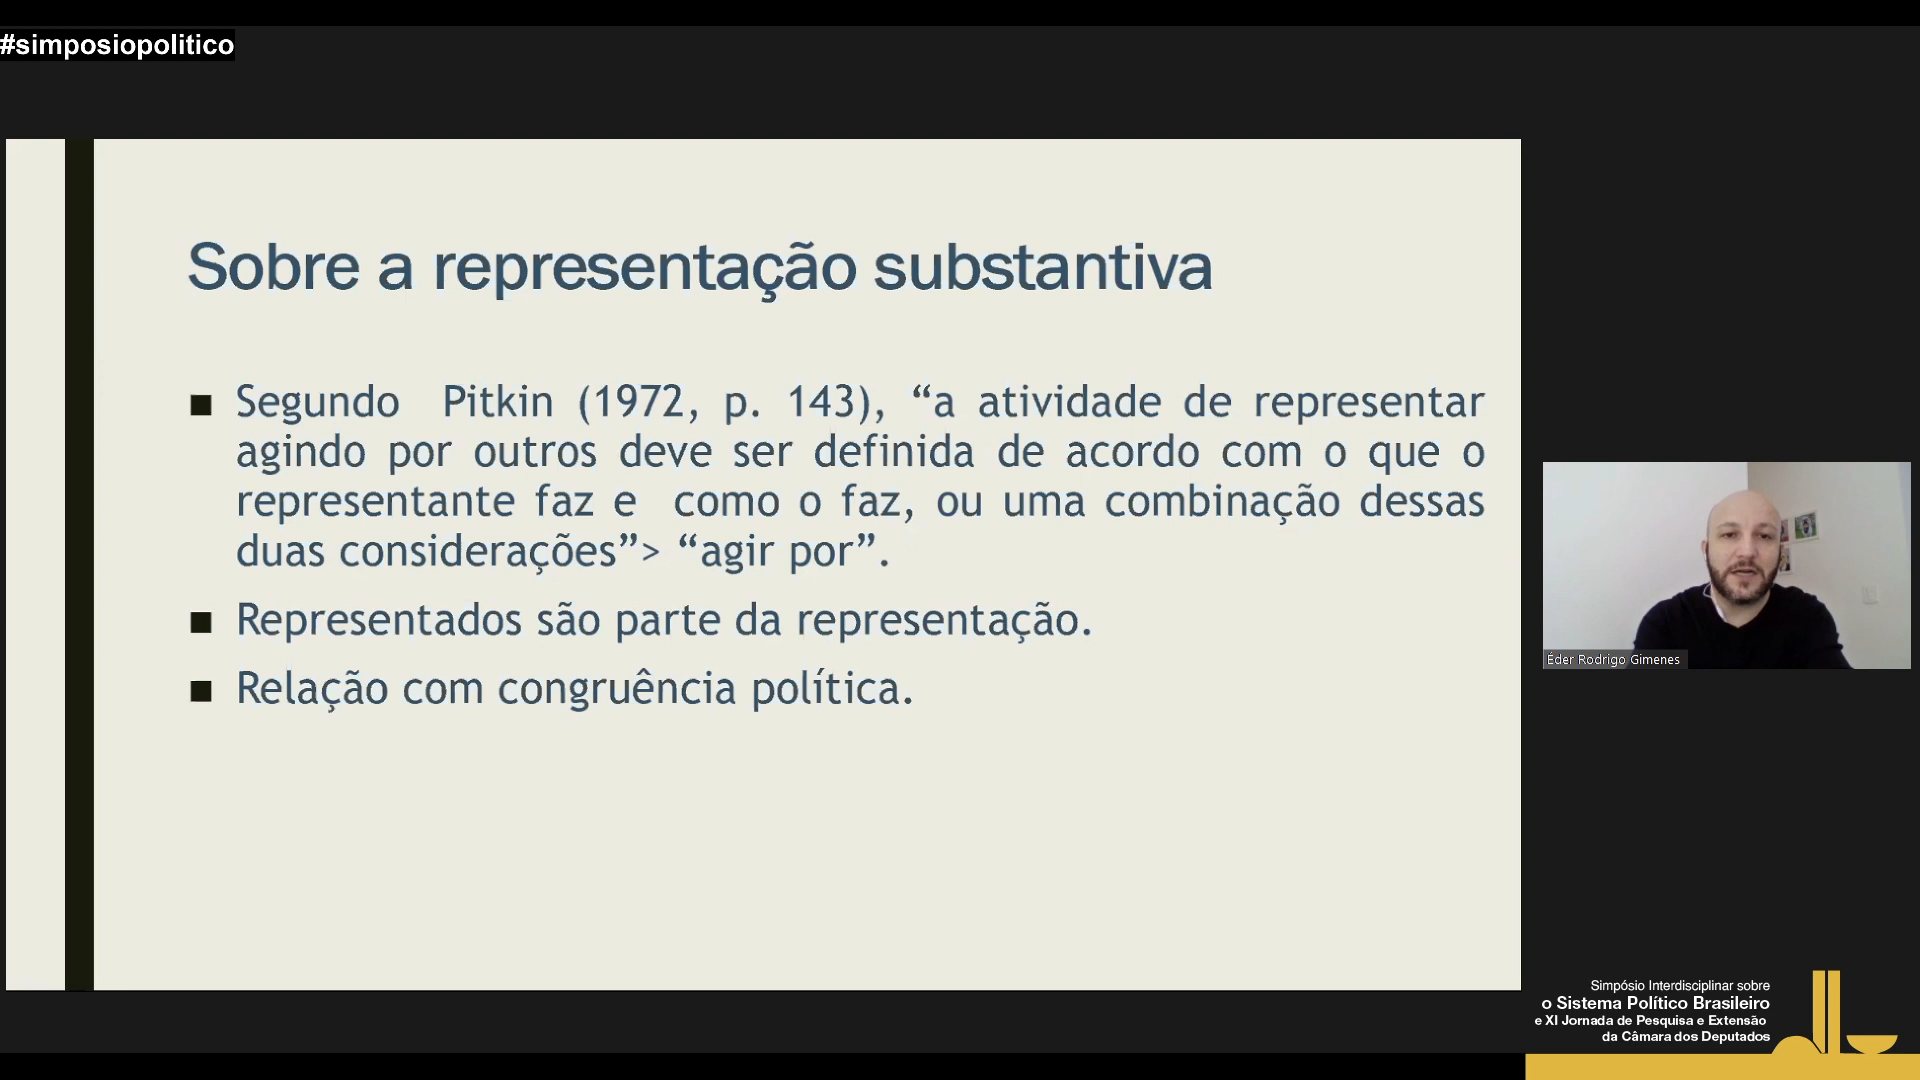 #simposiopolitico
Sobre a representação substantiva
■ Segundo Pitkin (1972, p. 143), “a atividade de representar
agindo por outros deve ser definida de acordo com o que o
representante faz e como o faz, ou uma combinação dessas
duas considerações”> “agir por”.
■ Representados são parte da representação.
■ Relação com congruência política.
Éder Rodrigo Gimenes
Simpósio Interdisciplinar sobre
o Sistema Político Brasileiro
e XI Jornada de Pesquisa e Extensão
da Câmara dos Deputados